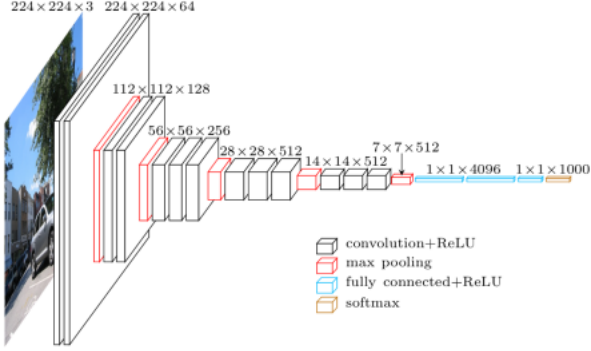 224×224×3
224×224×64
112×112×128
56×56×256
28×28×512
14×14×512
7×7×512
1×1×4096
1×1×1000
convolution+ReLU
max pooling
fully connected+ReLU
softmax